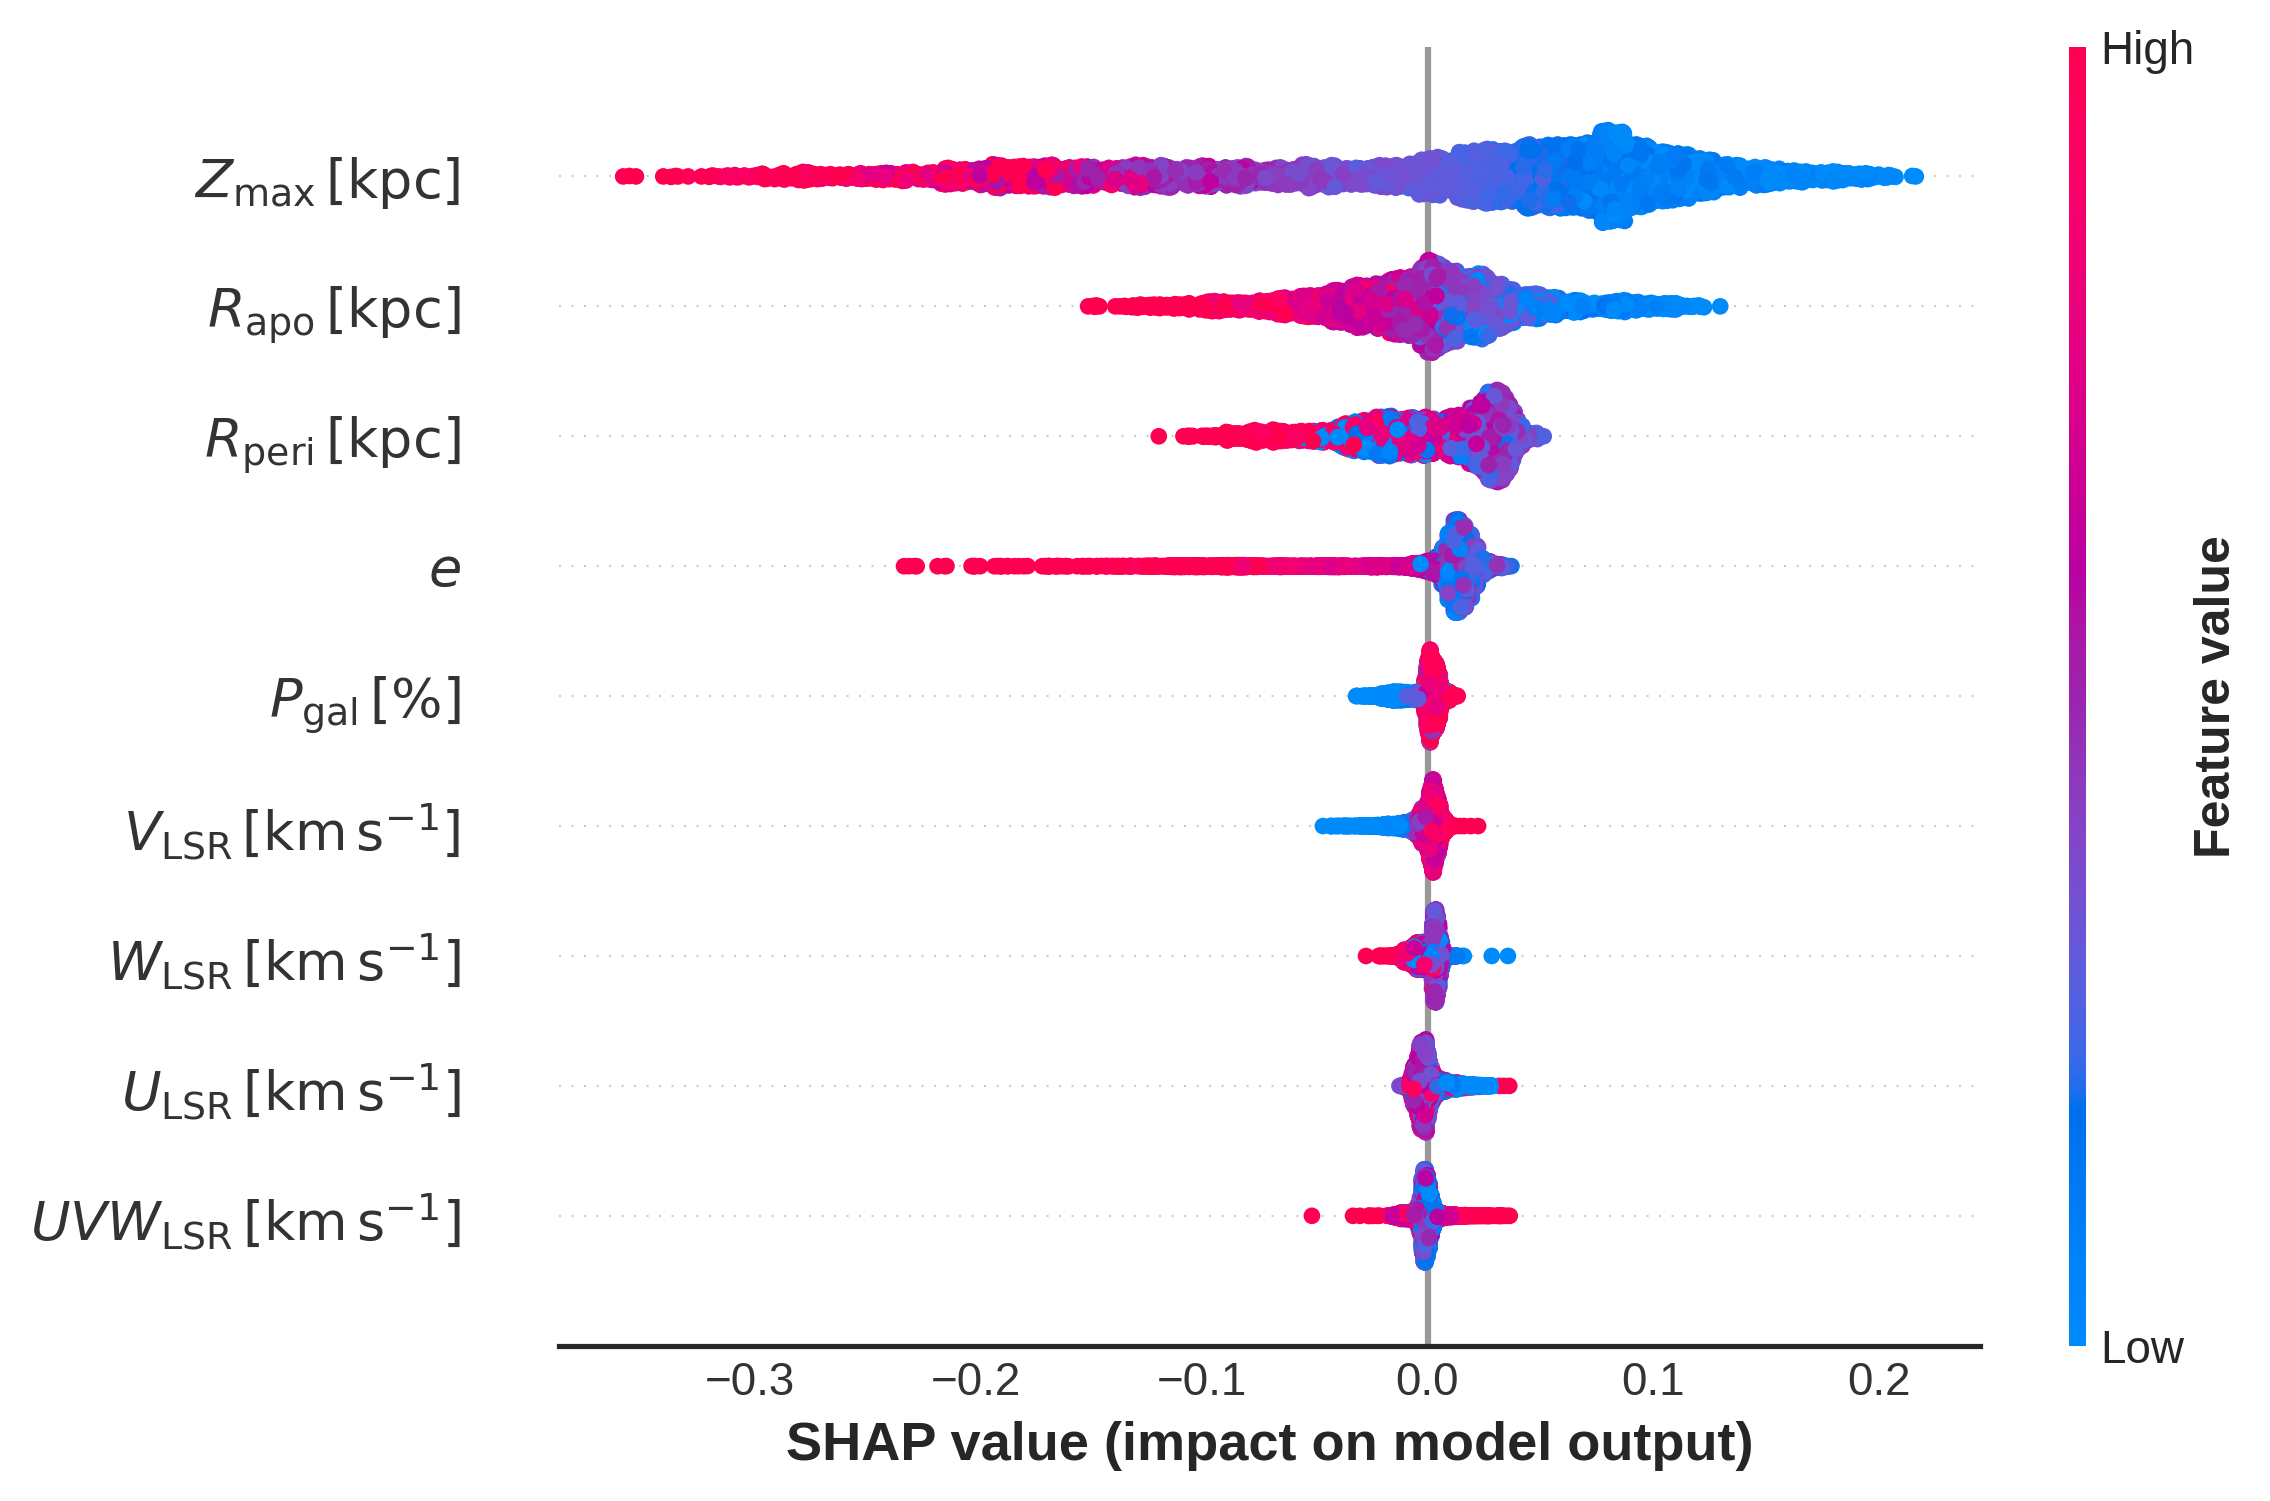 High
Z_max [kpc]
R_apo [kpc]
R_peri [kpc]
e
P_gal [%]
V_LSR [km s⁻¹]
W_LSR [km s⁻¹]
U_LSR [km s⁻¹]
UVW_LSR [km s⁻¹]
Feature value
Low
−0.3 −0.2 −0.1 0.0 0.1 0.2
SHAP value (impact on model output)